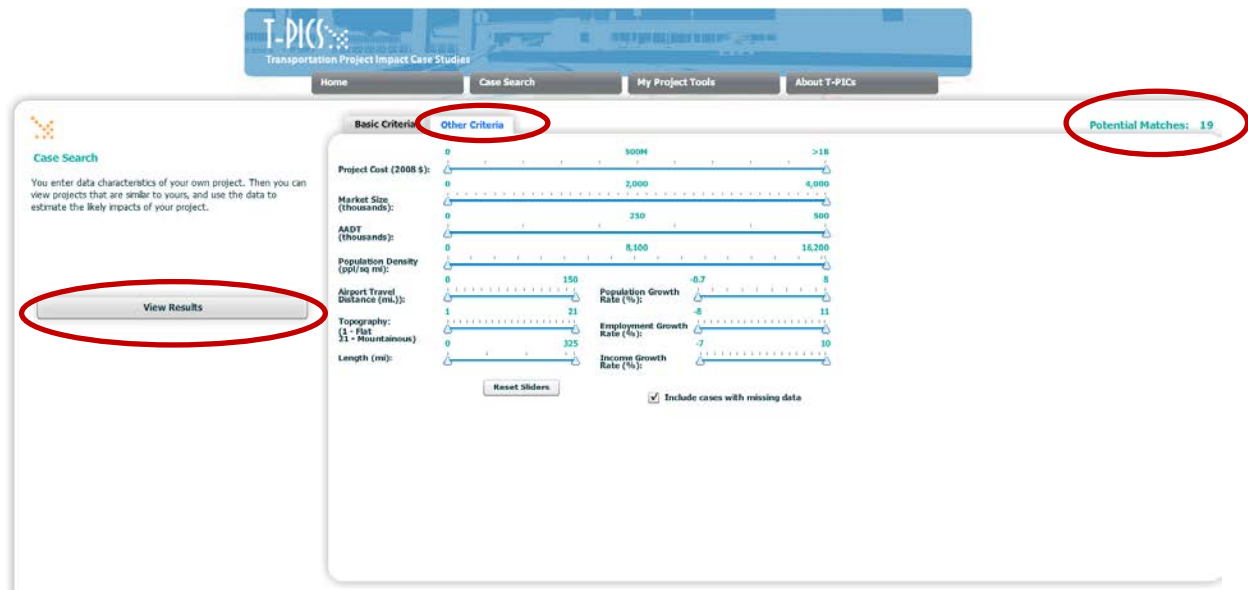 T-PICS
Transportation Project Impact Case Studies
Home Case Search My Project Tools About T-PICs
Basic Criteria Other Criteria
Potential Matches: 19
Case Search
You enter data characteristics of your own project. Then you can
view projects that are similar to yours, and use the data to
estimate the likely impacts of your project.
View Results
0 500M >1B
Project Cost (2008 $):
0 2,000 4,000
Market Size
(thousands):
0 250 500
AADT
(thousands):
0 8,100 16,200
Population Density
(ppl/sq mi):
0 150
Airport Travel
Distance (mi.)):
-0.7 8
Population Growth
Rate (%):
1 21
Topography:
(1 - Flat
21 - Mountainous)
-8 11
Employment Growth
Rate (%):
0 325
Length (mi):
-7 10
Income Growth
Rate (%):
Reset Sliders
Include cases with missing data